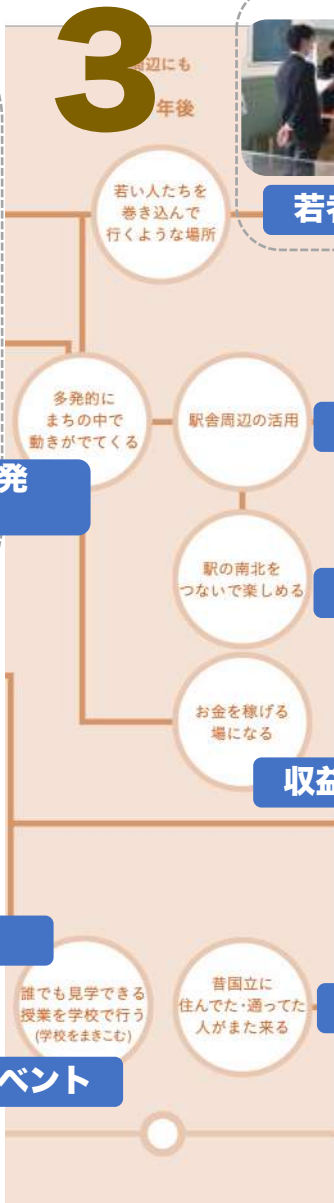 3
周辺にも
年後
若い人たちを
巻き込んで
行くような場所
若者
多発的に
まちの中で
動きがでてくる
駅舎周辺の活用
発
駅の南北を
つないで楽しめる
お金を稼げる
場になる
収益
誰でも見学できる
授業を学校で行う
(学校をまきこむ)
昔国立に
住んでた・通ってた
人がまた来る
ベント